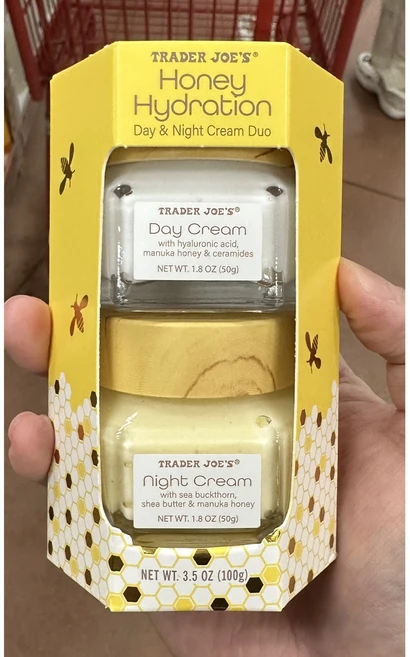 TRADER JOE'S®
Honey
Hydration
Day & Night Cream Duo
TRADER JOE'S®
Day Cream
with hyaluronic acid,
manuka honey & ceramides
NET WT. 1.8 OZ (50g)
TRADER JOE'S®
Night Cream
with sea buckthorn,
shea butter & manuka honey
NET WT. 1.8 OZ (50g)
NET WT. 3.5 OZ (100g)